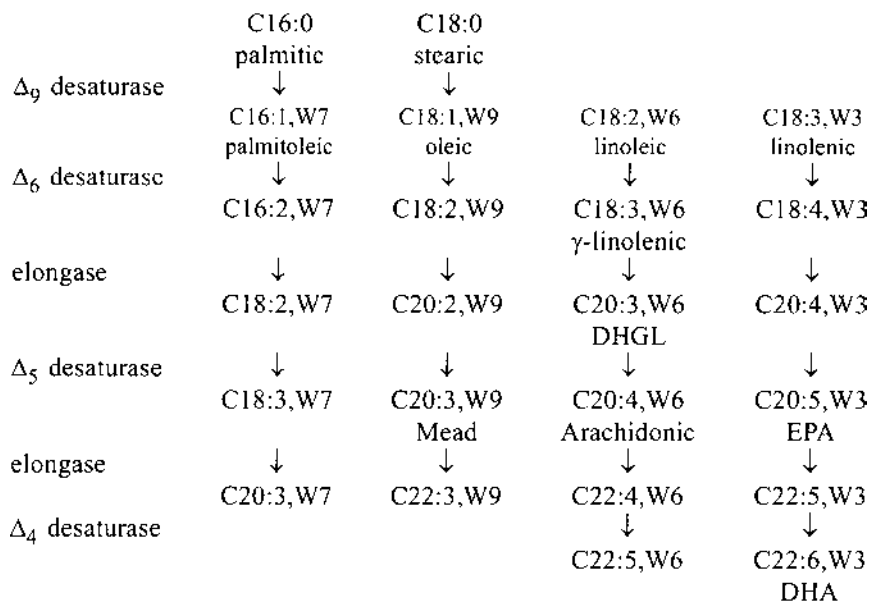 C16:0 C18:0
palmitic stearic
↓ ↓
Δ9 desaturase
C16:1,W7 C18:1,W9 C18:2,W6 C18:3,W3
palmitoleic oleic linoleic linolenic
Δ6 desaturase ↓ ↓ ↓ ↓
C16:2,W7 C18:2,W9 C18:3,W6 C18:4,W3
γ-linolenic
elongase ↓ ↓ ↓ ↓
C18:2,W7 C20:2,W9 C20:3,W6 C20:4,W3
DHGL
Δ5 desaturase ↓ ↓ ↓ ↓
C18:3,W7 C20:3,W9 C20:4,W6 C20:5,W3
Mead Arachidonic EPA
elongase ↓ ↓ ↓ ↓
C20:3,W7 C22:3,W9 C22:4,W6 C22:5,W3
Δ4 desaturase ↓ ↓
C22:5,W6 C22:6,W3
DHA